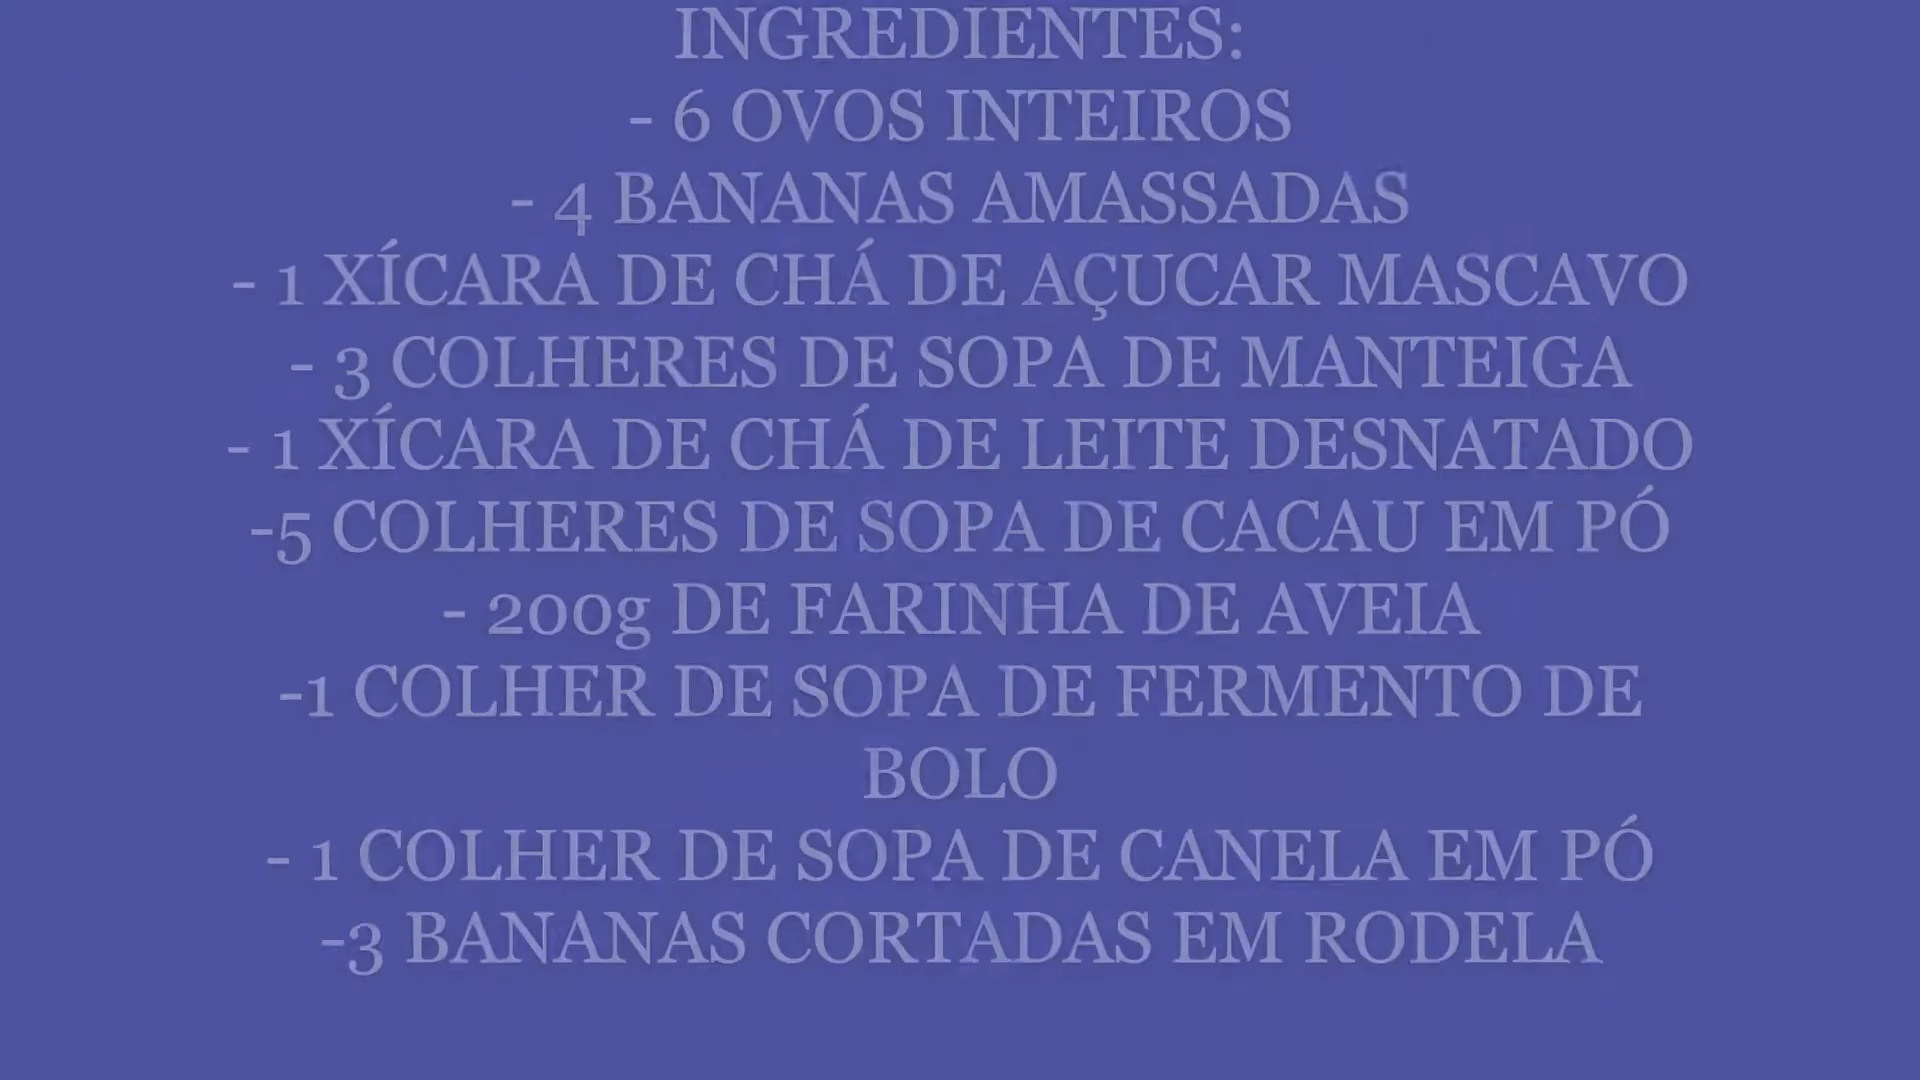 INGREDIENTES:
- 6 OVOS INTEIROS
- 4 BANANAS AMASSADAS
- 1 XÍCARA DE CHÁ DE AÇUCAR MASCAVO
- 3 COLHERES DE SOPA DE MANTEIGA
- 1 XÍCARA DE CHÁ DE LEITE DESNATADO
-5 COLHERES DE SOPA DE CACAU EM PÓ
- 200g DE FARINHA DE AVEIA
-1 COLHER DE SOPA DE FERMENTO DE
BOLO
- 1 COLHER DE SOPA DE CANELA EM PÓ
-3 BANANAS CORTADAS EM RODELA